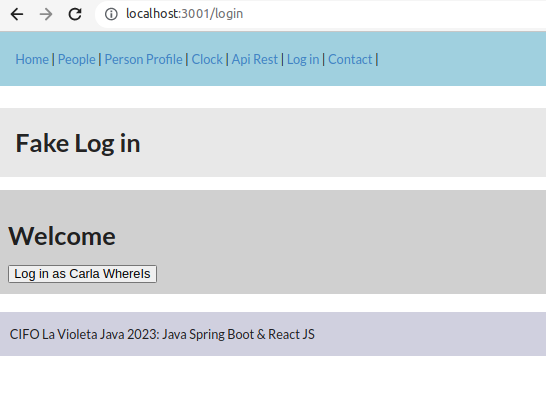 localhost:3001/login
Home | People | Person Profile | Clock | Api Rest | Log in | Contact |
Fake Log in
Welcome
Log in as Carla WhereIs
CIFO La Violeta Java 2023: Java Spring Boot & React JS